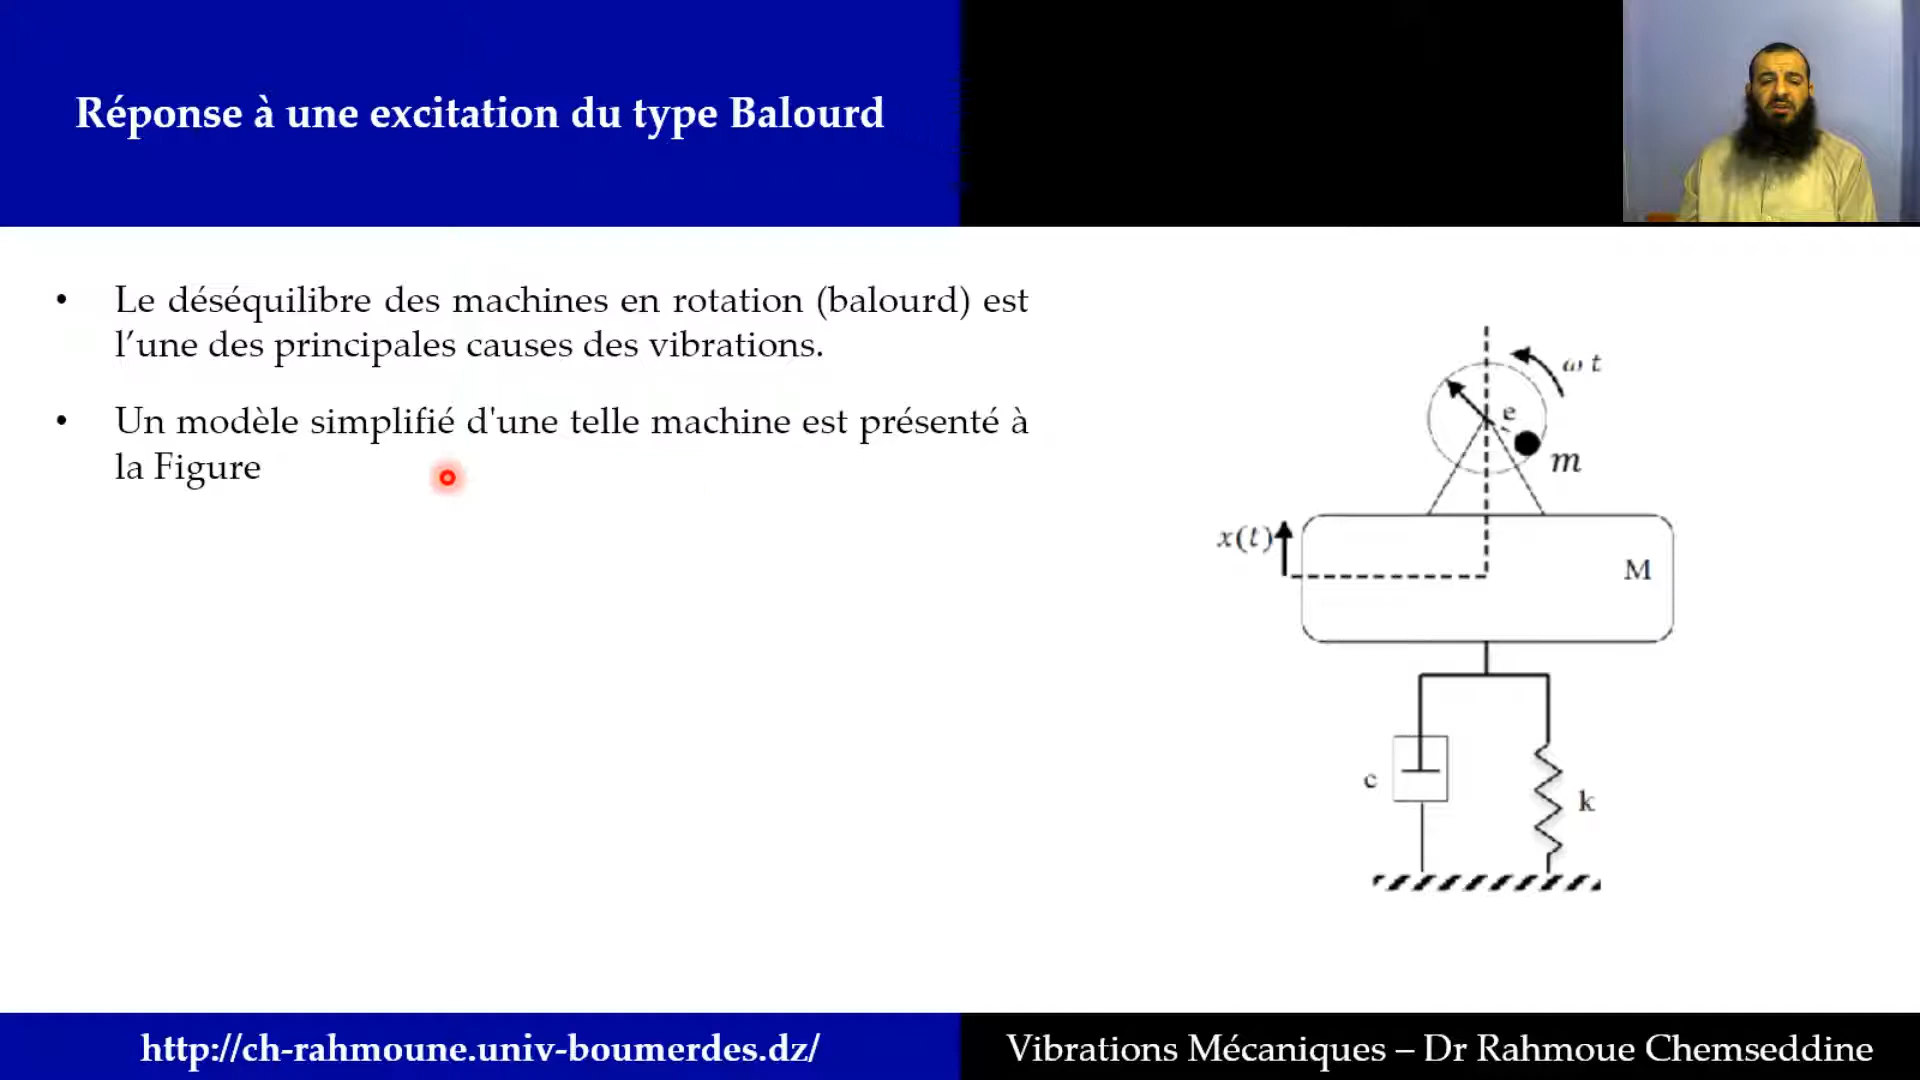 Réponse à une excitation du type Balourd
• Le déséquilibre des machines en rotation (balourd) est
l’une des principales causes des vibrations.
• Un modèle simplifié d'une telle machine est présenté à
la Figure
ω t
e
m
x(t)
M
c
k
http://ch-rahmoune.univ-boumerdes.dz/
Vibrations Mécaniques – Dr Rahmoue Chemseddine